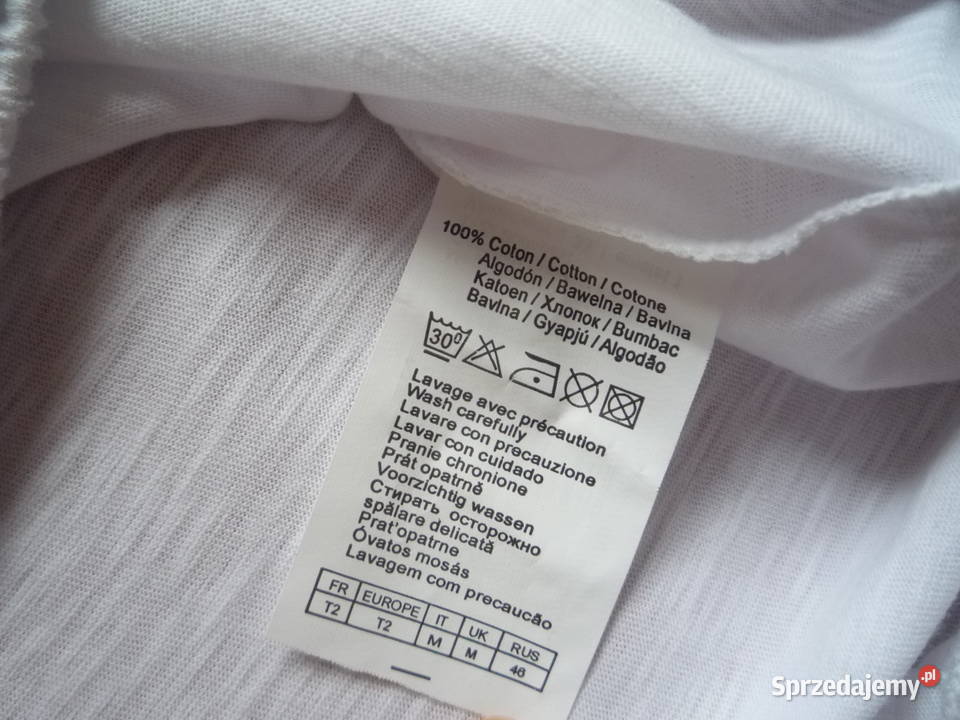 100% Coton / Cotton / Cotone
Algodón / Bawełna / Bavlna
Katoen / Хлопок / Bumbac
Bavlna / Gyapjú / Algodão
30⁰
Lavage avec précaution
Wash carefully
Lavare con precauzione
Lavar con cuidado
Pranie chronione
Prát opatrně
Voorzichtig wassen
Стирать осторожно
spălare delicată
Prat'opatrne
Óvatos mosás
Lavagem com precaucão
FR EUROPE IT UK RUS
T2 T2 M M 46
Sprzedajemy.pl